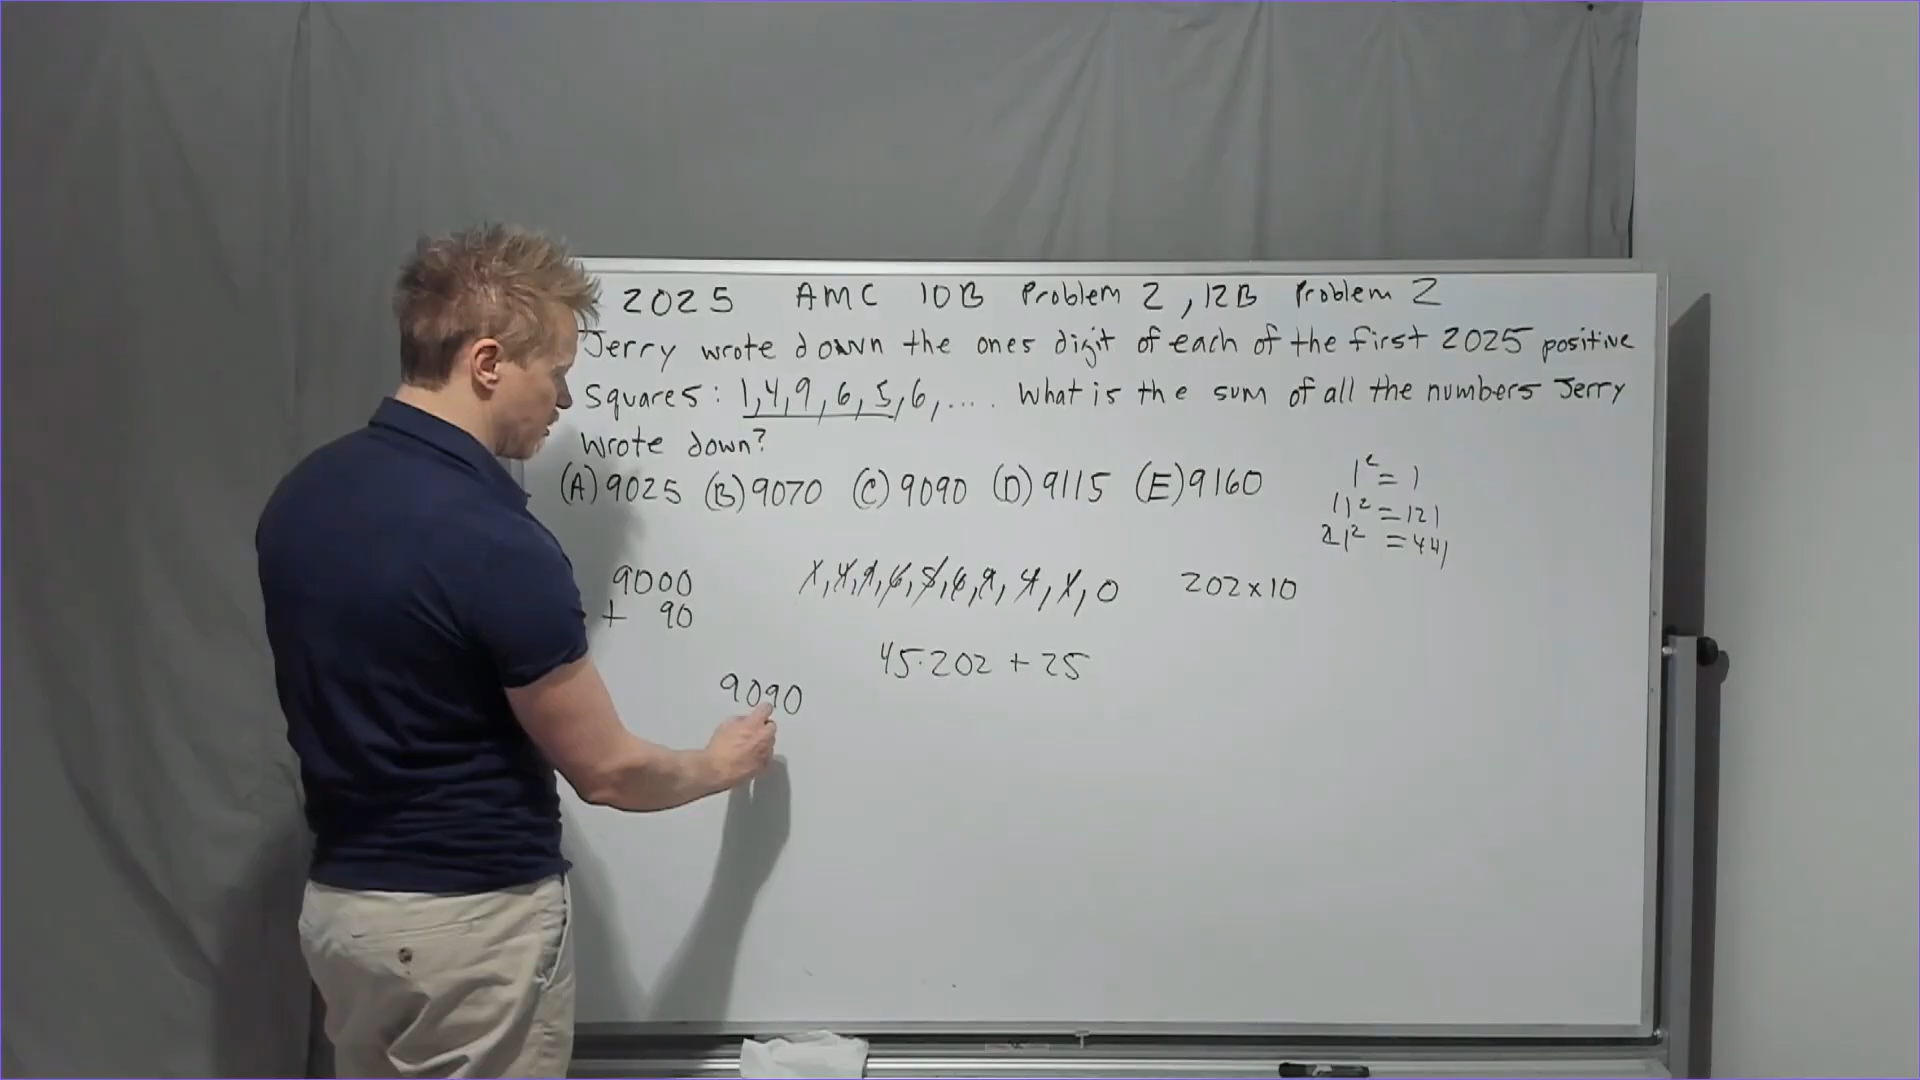 2025 AMC 10B Problem 2, 12B Problem 2
Jerry wrote down the ones digit of each of the first 2025 positive
squares: 1,4,9,6,5,6,.... What is the sum of all the numbers Jerry
wrote down?
(A) 9025 (B) 9070 (C) 9090 (D) 9115 (E) 9160
1² = 1
11² = 121
21² = 441
9000
+ 90
9090
1,4,9,6,5,6,9,4,1,0
202x10
45·202 + 25